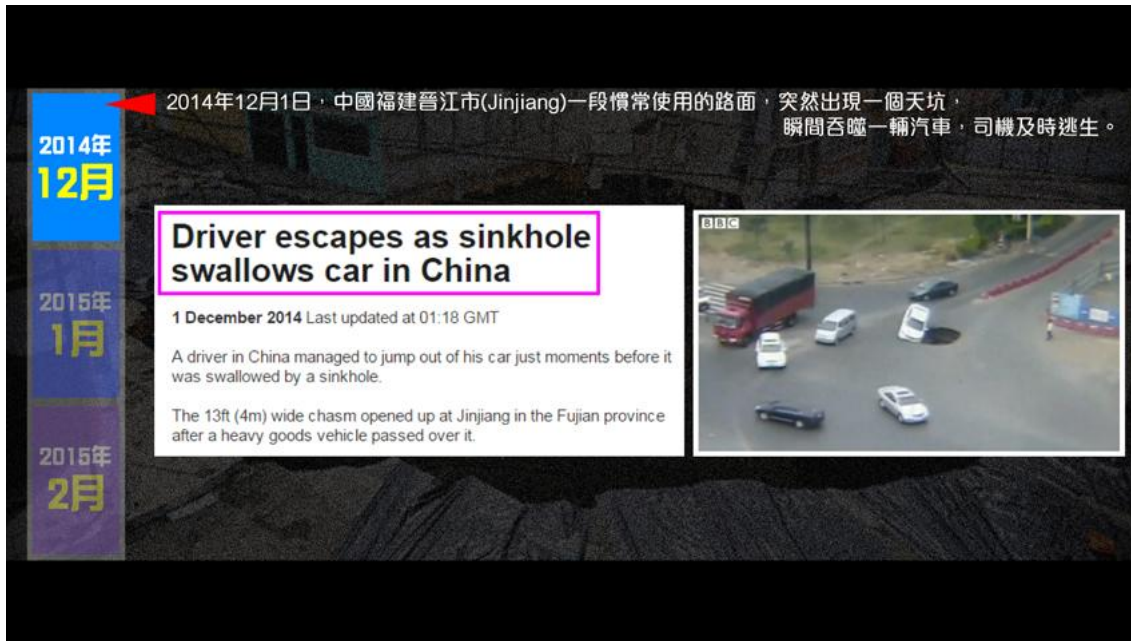 2014年12月1日，中國福建晉江市(Jinjiang)一段慣常使用的路面，突然出現一個天坑，
瞬間吞噬一輛汽車，司機及時逃生。
2014年
12月
2015年
1月
2015年
2月
Driver escapes as sinkhole
swallows car in China
1 December 2014 Last updated at 01:18 GMT
A driver in China managed to jump out of his car just moments before it
was swallowed by a sinkhole.
The 13ft (4m) wide chasm opened up at Jinjiang in the Fujian province
after a heavy goods vehicle passed over it.
BBC